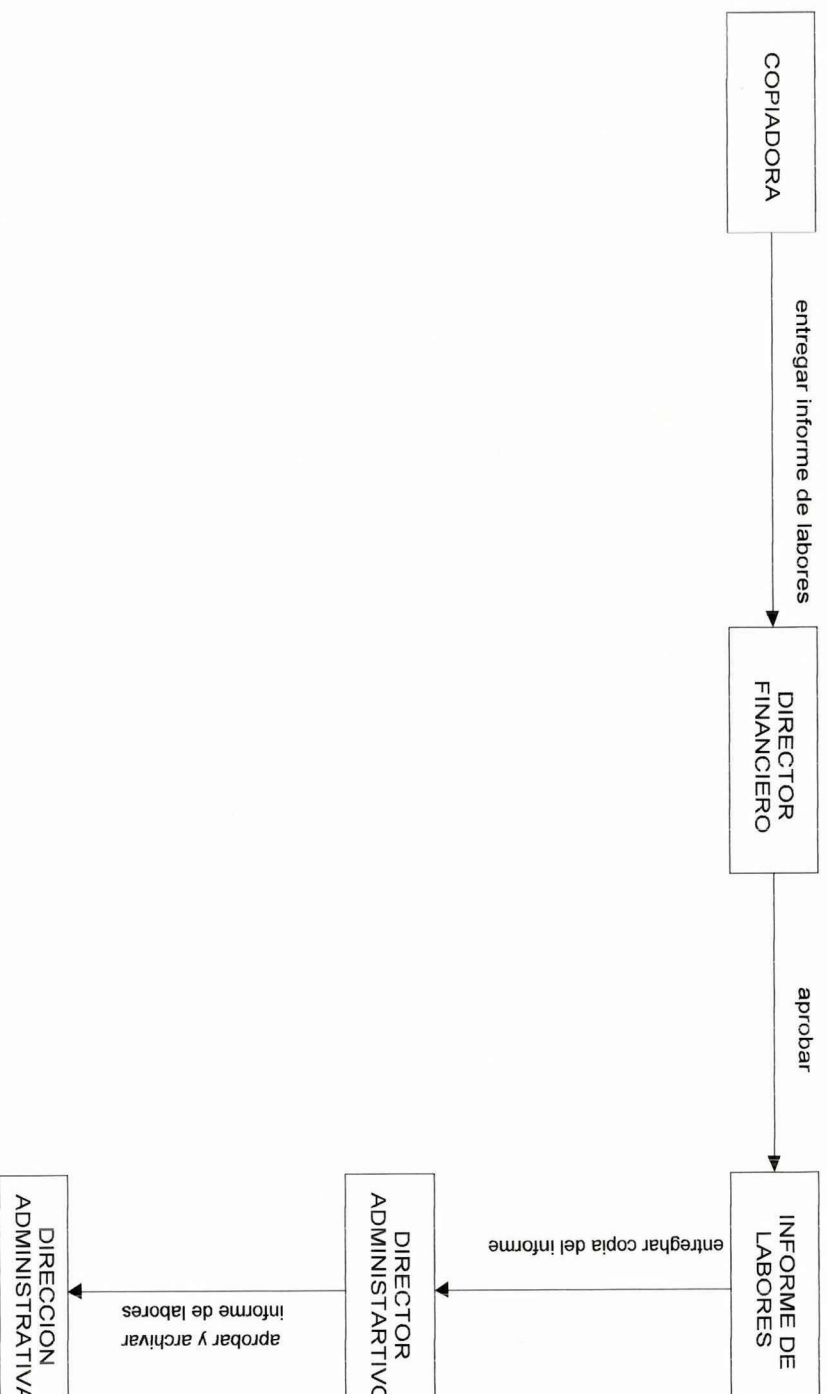 COPIADORA
entregar informe de labores
DIRECTOR
FINANCIERO
aprobar
INFORME DE
LABORES
entreghar copia del informe
DIRECTOR
ADMINISTARTIVO
aprobar y archivar
informe de labores
DIRECCION
ADMINISTRATIVA